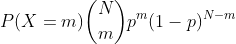 P(X = m)\binom{N}{m} p^m (1 - p)^{N-m}